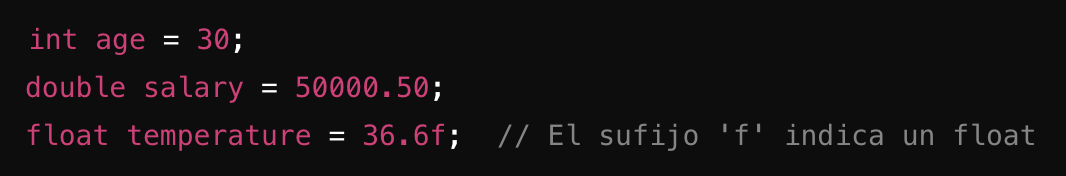 int age = 30;
double salary = 50000.50;
float temperature = 36.6f;  // El sufijo 'f' indica un float